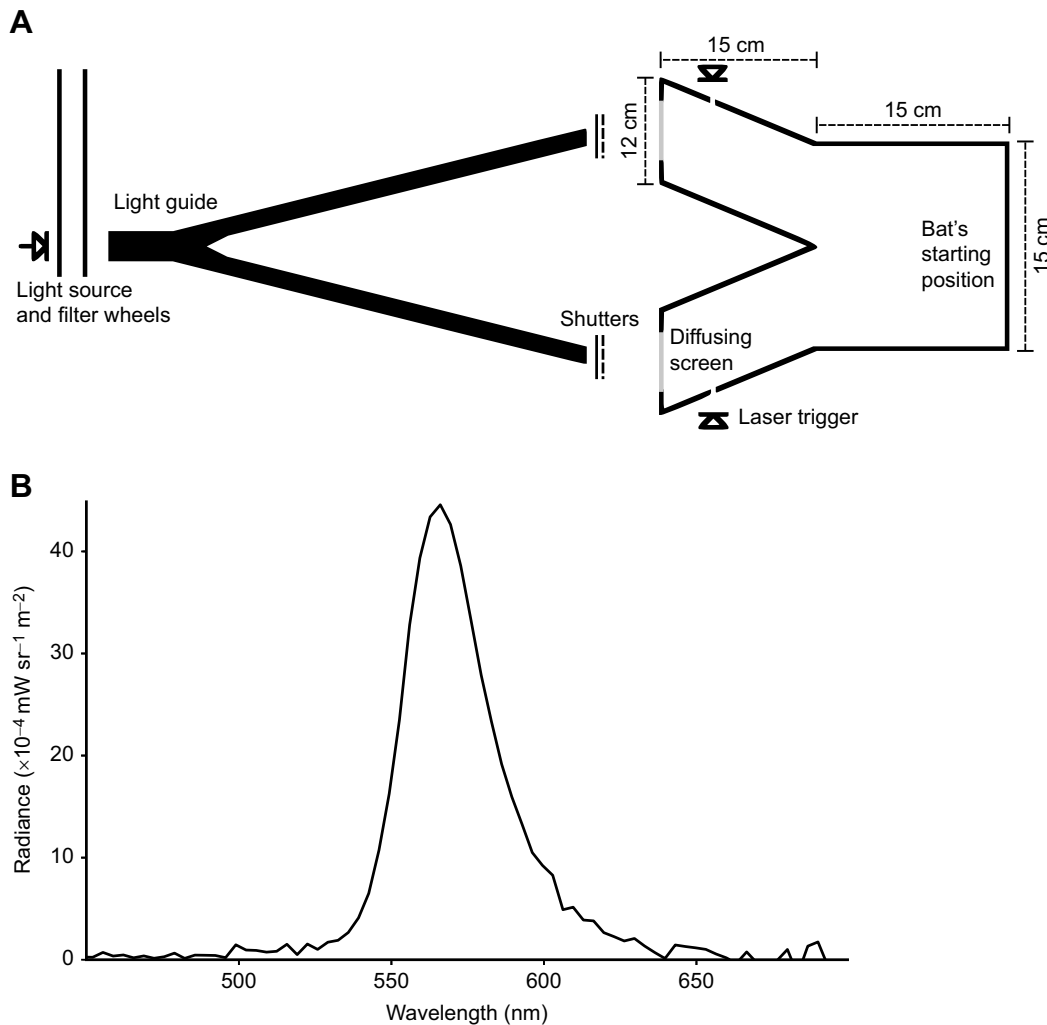 A
15 cm
15 cm
12 cm
Light guide
Bat's
starting
position
15 cm
Light source
and filter wheels
Shutters
Diffusing
screen
Laser trigger
B
Radiance (×10⁻⁴ mW sr⁻¹ m⁻²)
40
30
20
10
0
500
550
600
650
Wavelength (nm)